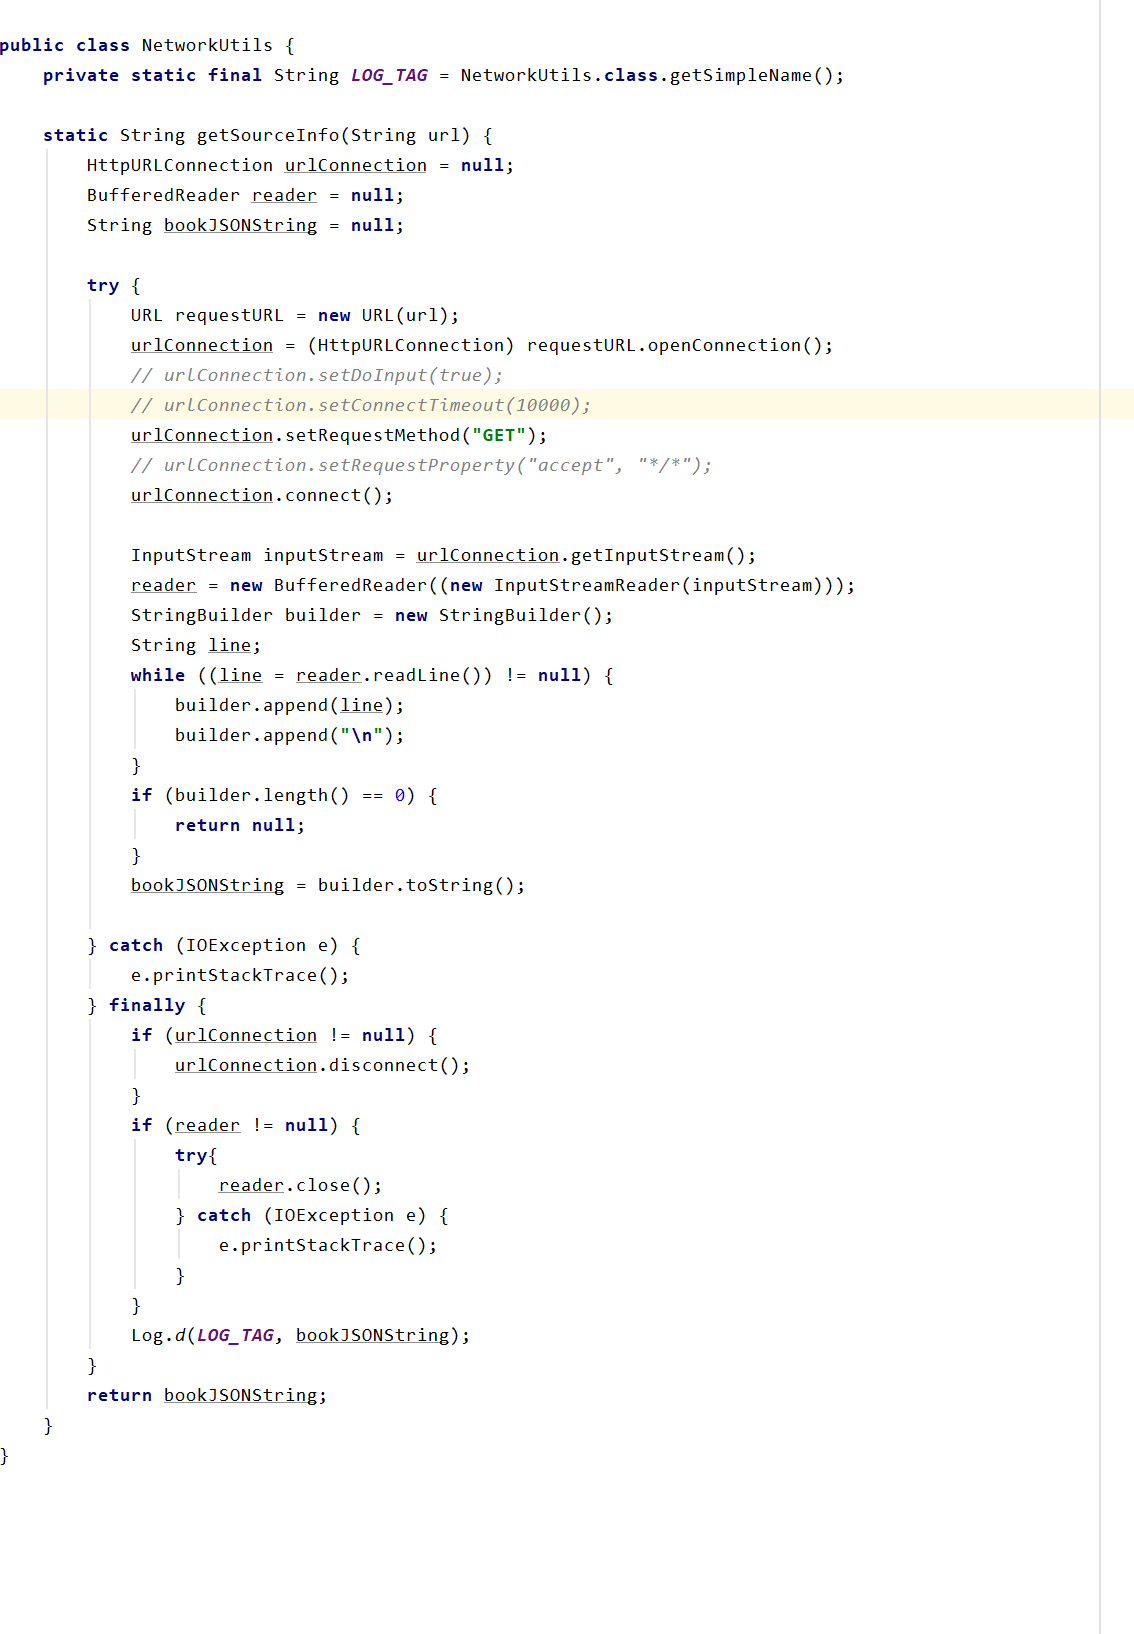 public class NetworkUtils {
    private static final String LOG_TAG = NetworkUtils.class.getSimpleName();

    static String getSourceInfo(String url) {
        HttpURLConnection urlConnection = null;
        BufferedReader reader = null;
        String bookJSONString = null;

        try {
            URL requestURL = new URL(url);
            urlConnection = (HttpURLConnection) requestURL.openConnection();
            // urlConnection.setDoInput(true);
            // urlConnection.setConnectTimeout(10000);
            urlConnection.setRequestMethod("GET");
            // urlConnection.setRequestProperty("accept", "*/*");
            urlConnection.connect();

            InputStream inputStream = urlConnection.getInputStream();
            reader = new BufferedReader((new InputStreamReader(inputStream)));
            StringBuilder builder = new StringBuilder();
            String line;
            while ((line = reader.readLine()) != null) {
                builder.append(line);
                builder.append("\n");
            }
            if (builder.length() == 0) {
                return null;
            }
            bookJSONString = builder.toString();

        } catch (IOException e) {
            e.printStackTrace();
        } finally {
            if (urlConnection != null) {
                urlConnection.disconnect();
            }
            if (reader != null) {
                try{
                    reader.close();
                } catch (IOException e) {
                    e.printStackTrace();
                }
            }
            Log.d(LOG_TAG, bookJSONString);
        }
        return bookJSONString;
    }
}